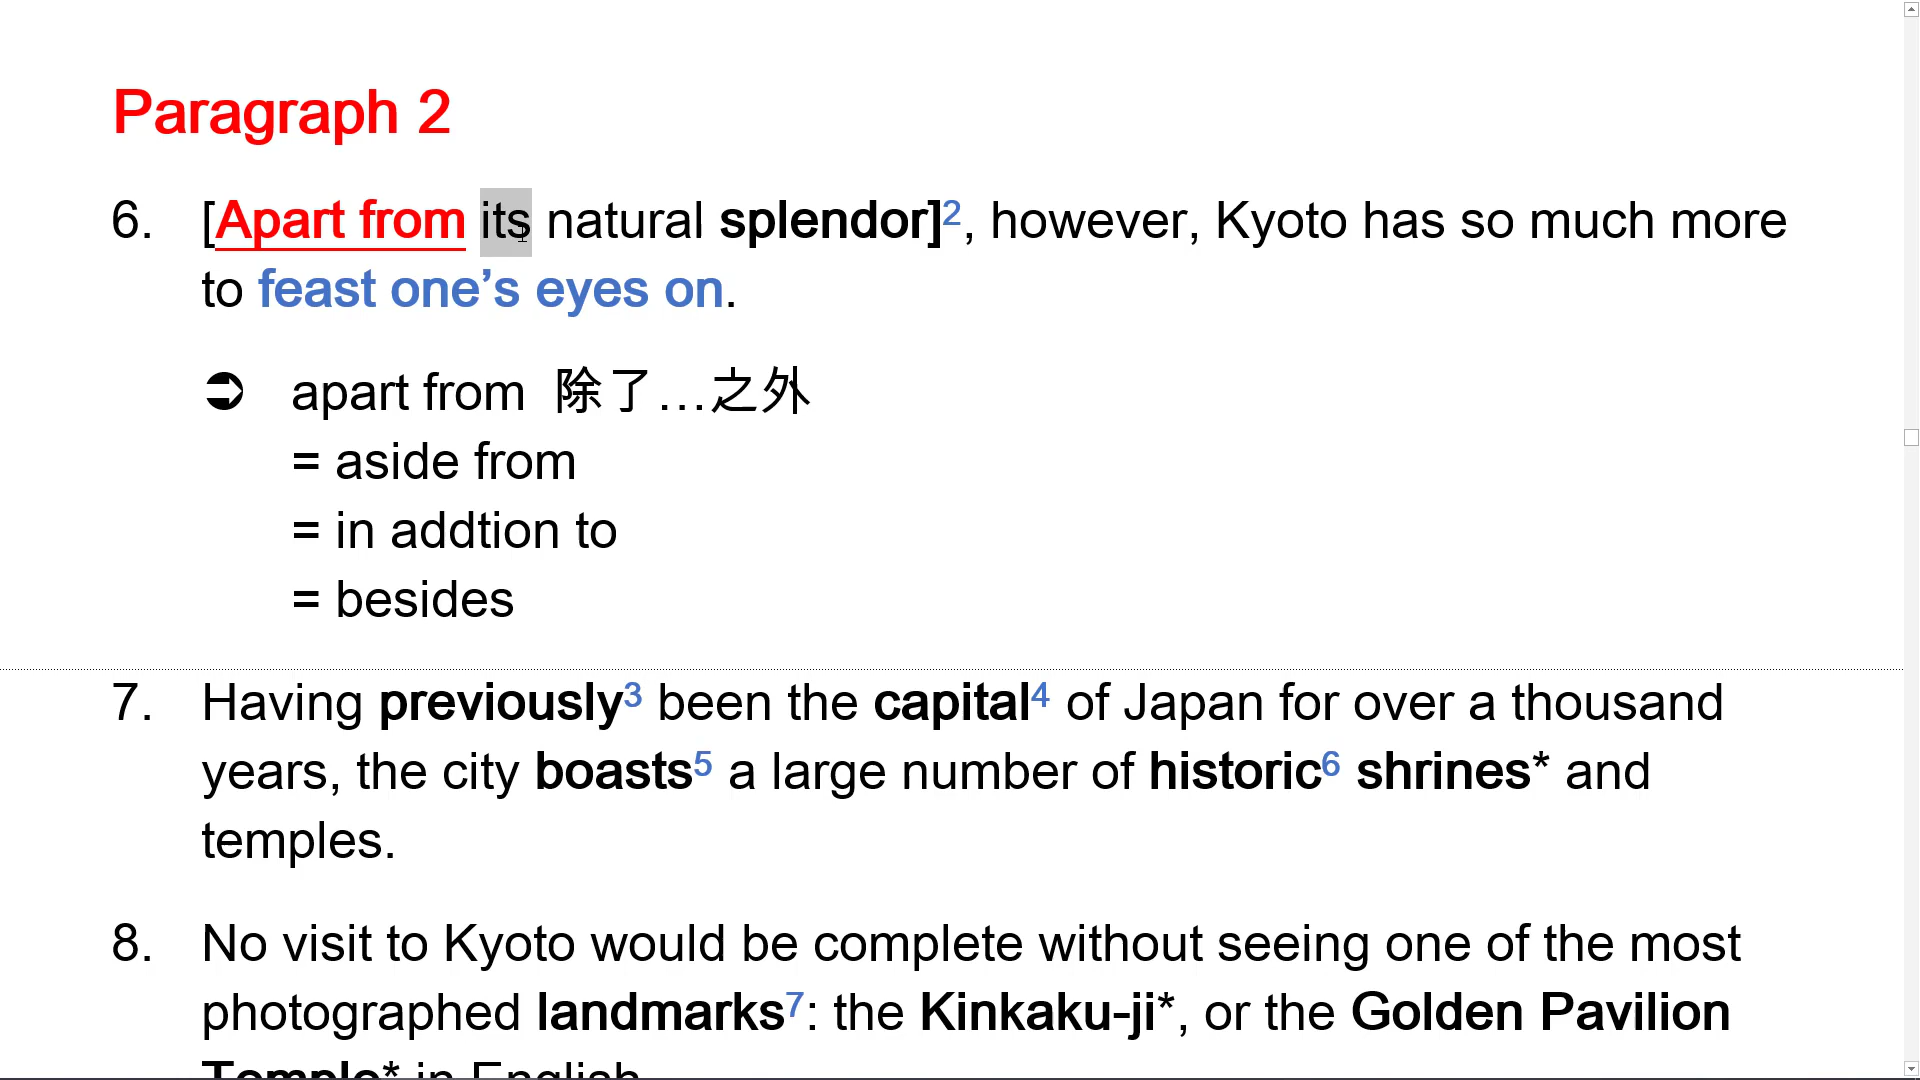 Paragraph 2
6. [Apart from its natural splendor]2, however, Kyoto has so much more
to feast one’s eyes on.
➲ apart from 除了…之外
= aside from
= in addtion to
= besides
7. Having previously3 been the capital4 of Japan for over a thousand
years, the city boasts5 a large number of historic6 shrines* and
temples.
8. No visit to Kyoto would be complete without seeing one of the most
photographed landmarks7: the Kinkaku-ji*, or the Golden Pavilion
Temple* in English